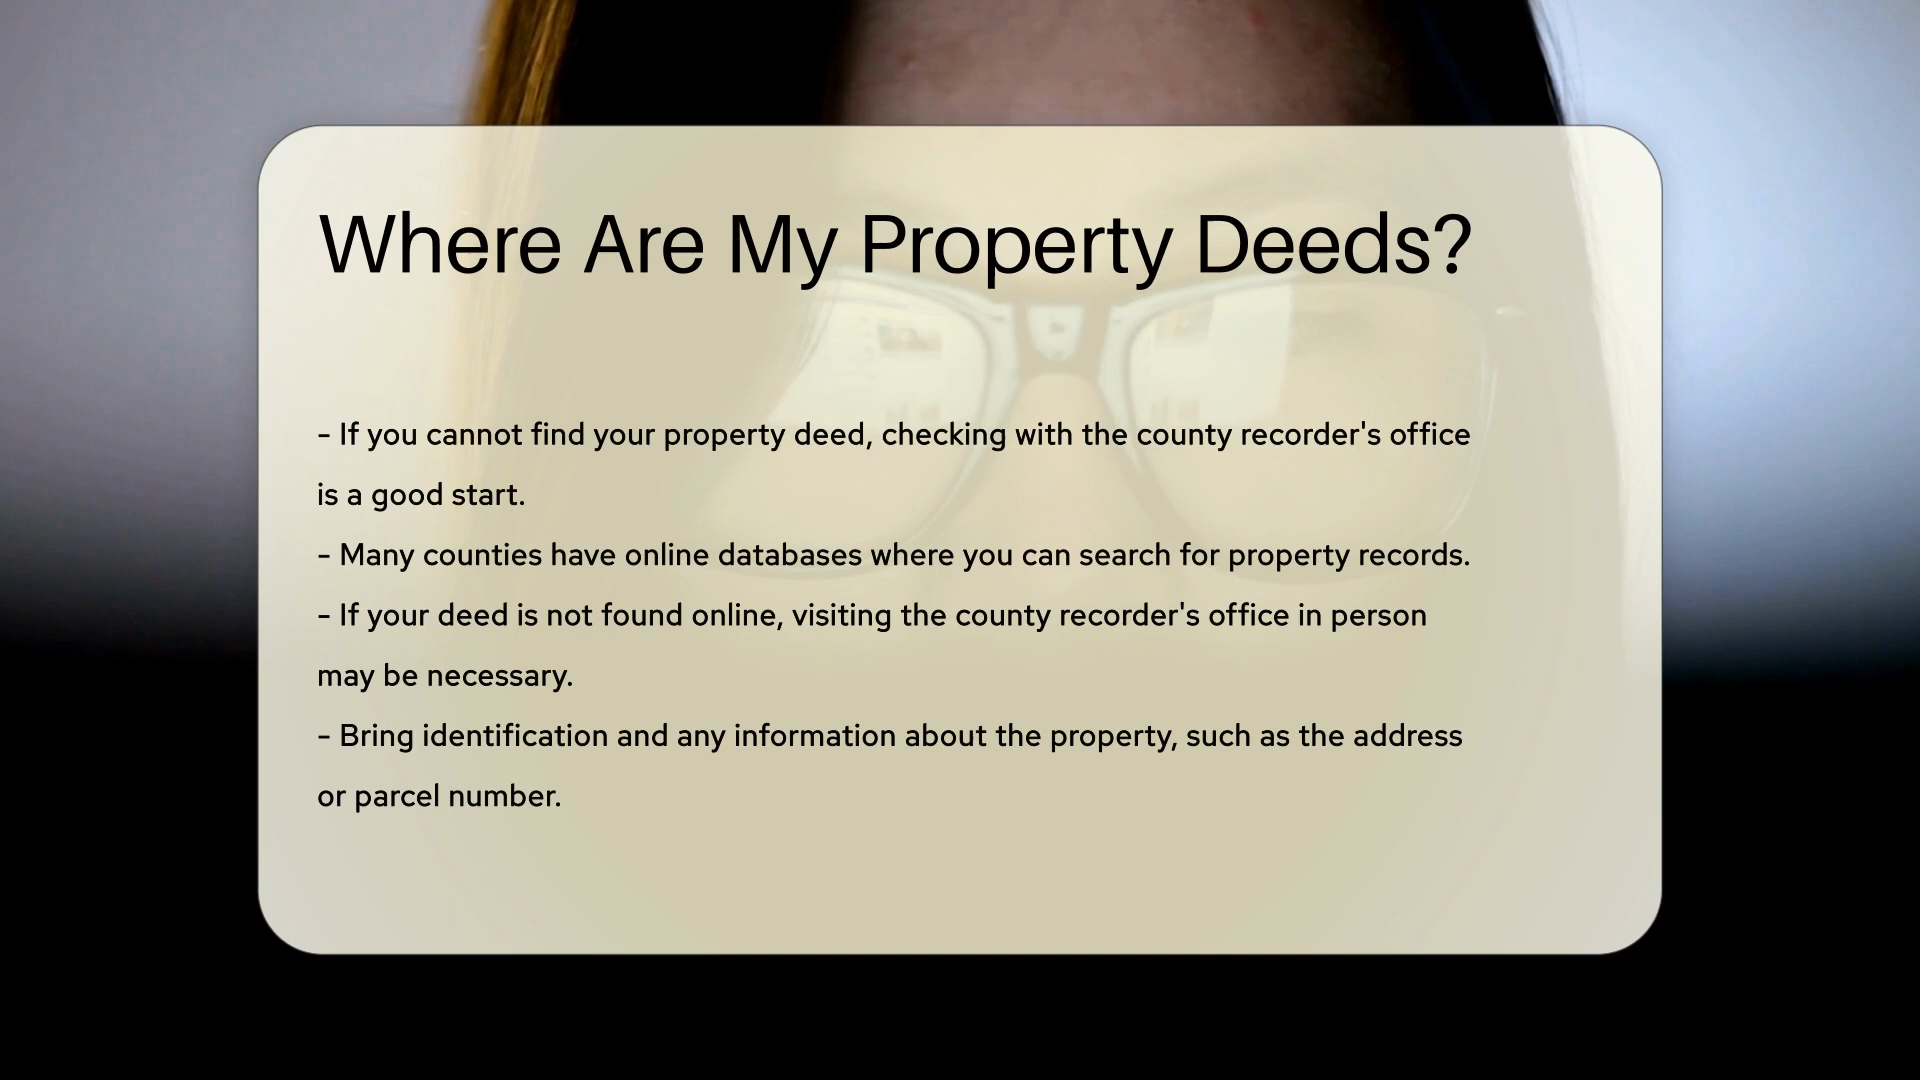 Where Are My Property Deeds?
- If you cannot find your property deed, checking with the county recorder's office
is a good start.
- Many counties have online databases where you can search for property records.
- If your deed is not found online, visiting the county recorder's office in person
may be necessary.
- Bring identification and any information about the property, such as the address
or parcel number.